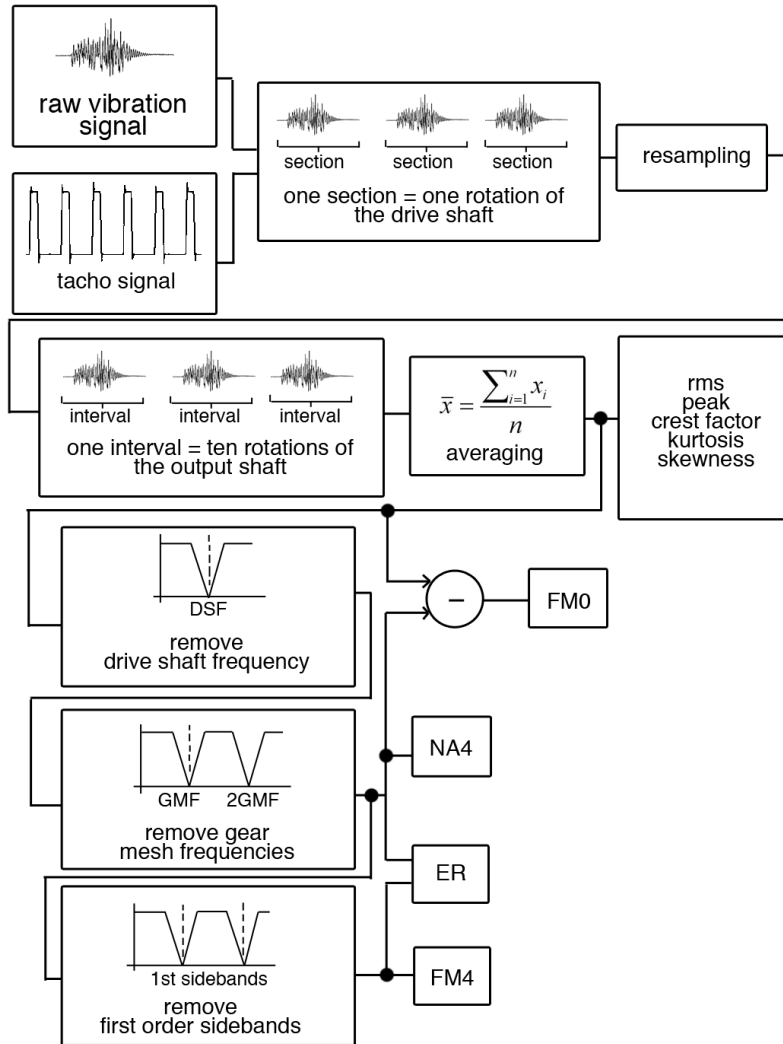 raw vibration
signal
tacho signal
section section section
one section = one rotation of
the drive shaft
resampling
interval interval interval
one interval = ten rotations of
the output shaft
x̄ = ∑ⁿᵢ₌₁ xᵢ / n
averaging
rms
peak
crest factor
kurtosis
skewness
DSF
remove
drive shaft frequency
−
FM0
GMF 2GMF
remove gear
mesh frequencies
NA4
ER
1st sidebands
remove
first order sidebands
FM4